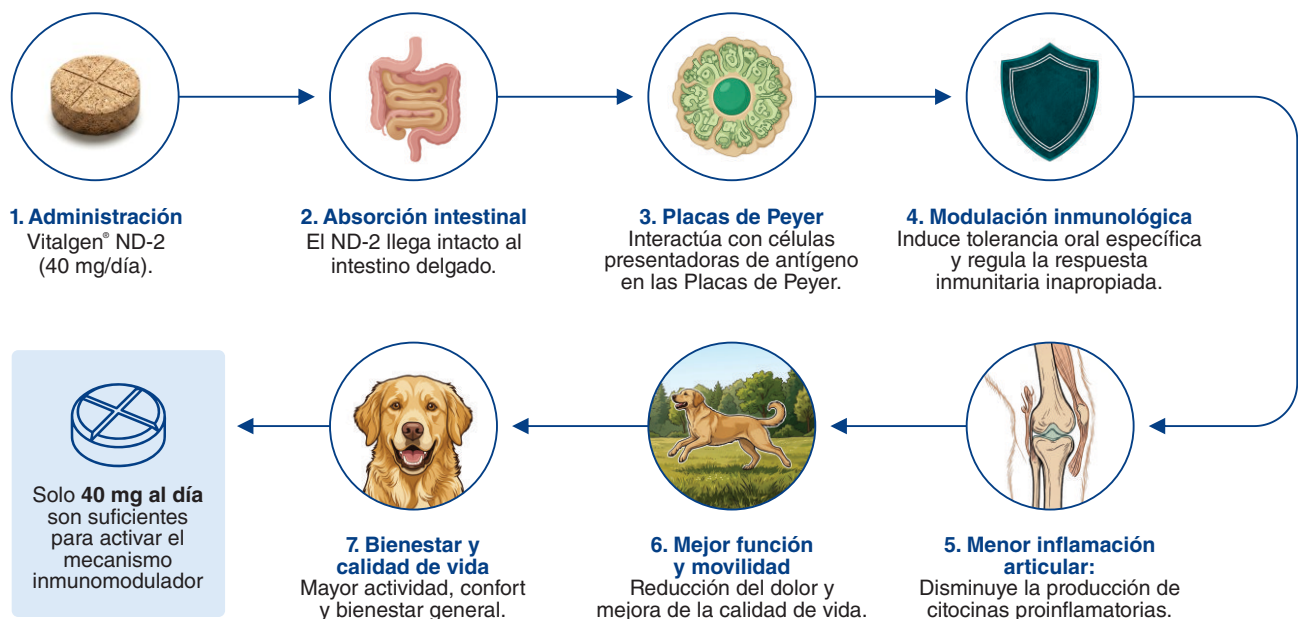 1. Administración
Vitalgen® ND-2
(40 mg/día).
2. Absorción intestinal
El ND-2 llega intacto al
intestino delgado.
3. Placas de Peyer
Interactúa con células
presentadoras de antígeno
en las Placas de Peyer.
4. Modulación inmunológica
Induce tolerancia oral específica
y regula la respuesta
inmunitaria inapropiada.
5. Menor inflamación
articular:
Disminuye la producción de
citocinas proinflamatorias.
6. Mejor función
y movilidad
Reducción del dolor y
mejora de la calidad de vida.
7. Bienestar y
calidad de vida
Mayor actividad, confort
y bienestar general.
Solo 40 mg al día
son suficientes
para activar el
mecanismo
inmunomodulador